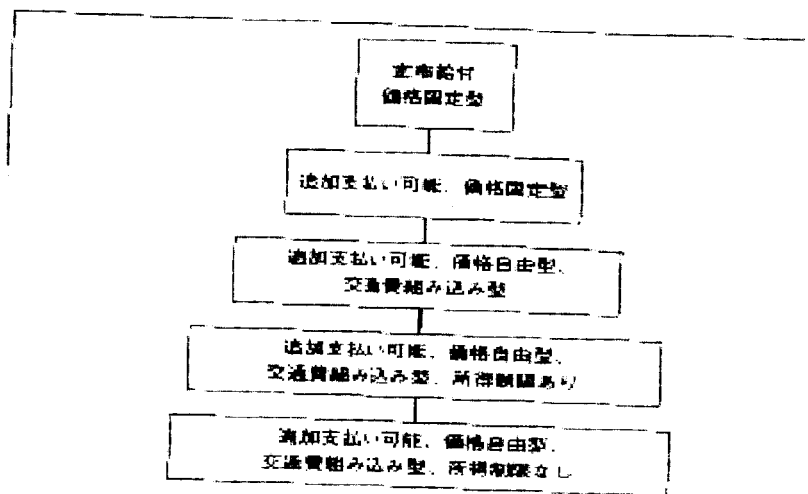 定率給付
価格固定型
追加支払い可能、価格固定型
追加支払い可能、価格自由型、
交通費組み込み型
追加支払い可能、価格自由型、
交通費組み込み型、所得制限あり
追加支払い可能、価格自由型、
交通費組み込み型、所得制限なし